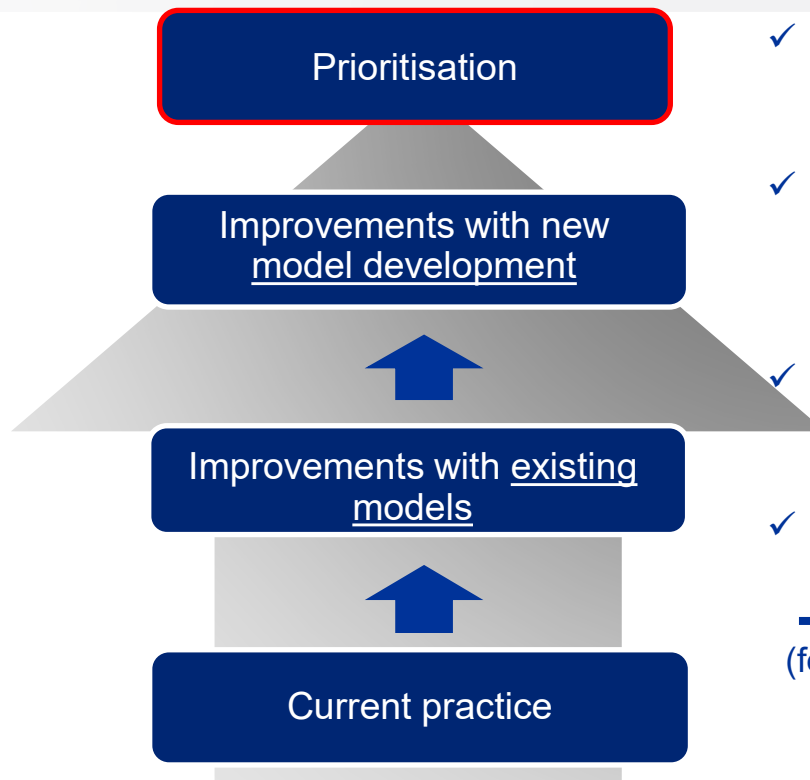 Prioritisation
Improvements with new
model development
Improvements with existing
models
Current practice